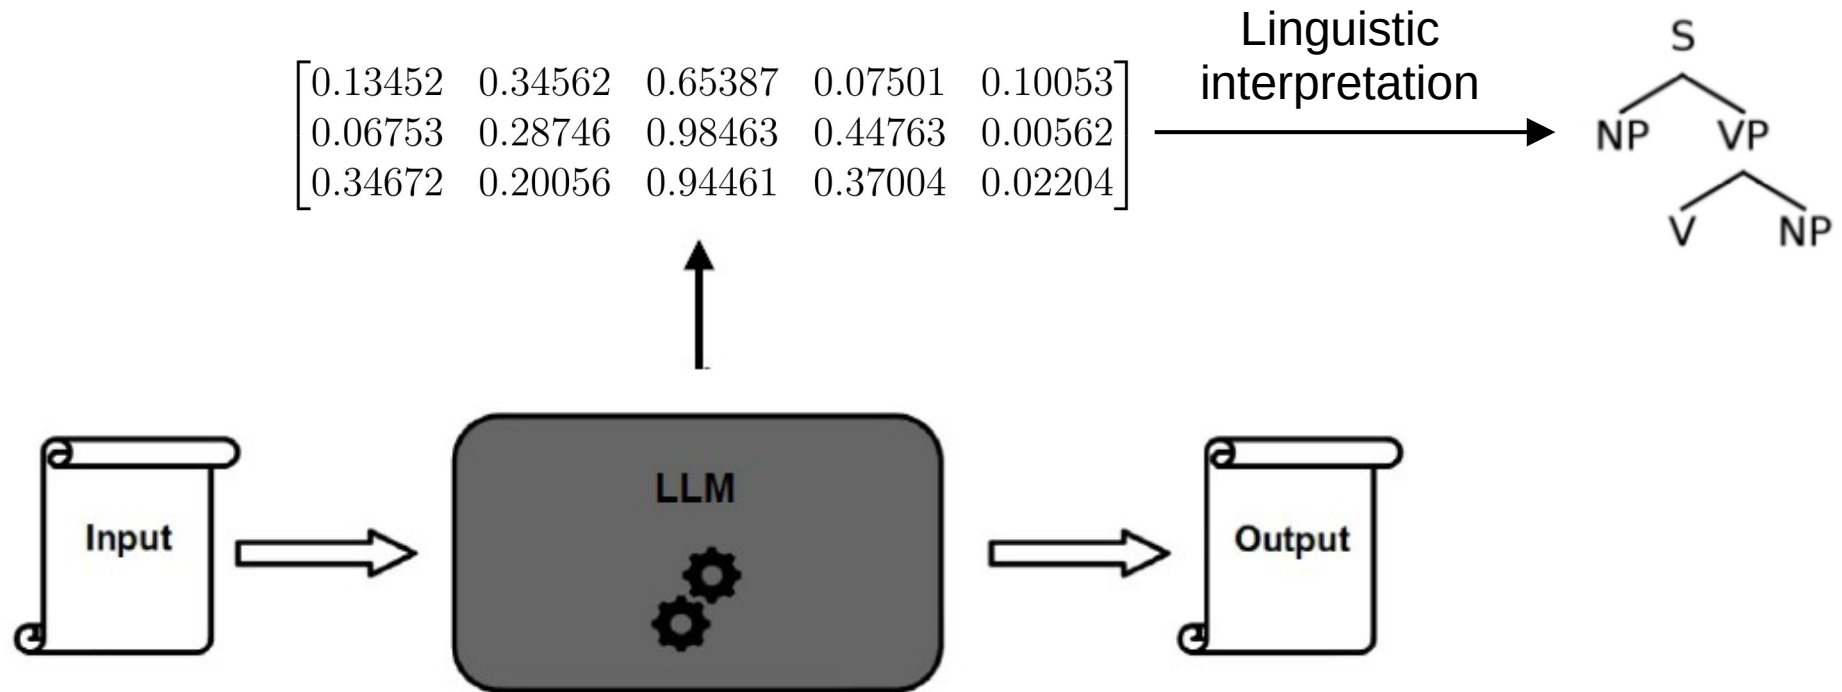 Linguistic
interpretation
0.13452 0.34562 0.65387 0.07501 0.10053
0.06753 0.28746 0.98463 0.44763 0.00562
0.34672 0.20056 0.94461 0.37004 0.02204
S
NP VP
V NP
Input
LLM
Output